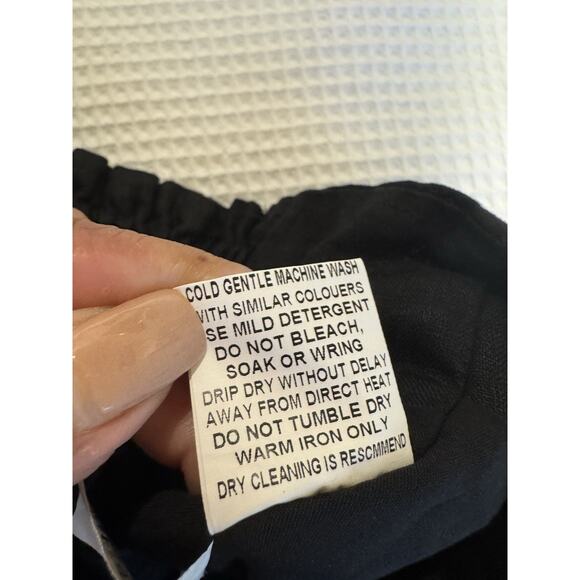 COLD GENTLE MACHINE WASH
WITH SIMILAR COLOURS
SE MILD DETERGENT
DO NOT BLEACH,
SOAK OR WRING
DRIP DRY WITHOUT DELAY
AWAY FROM DIRECT HEAT
DO NOT TUMBLE DRY
WARM IRON ONLY
DRY CLEANING IS RESCMMEND